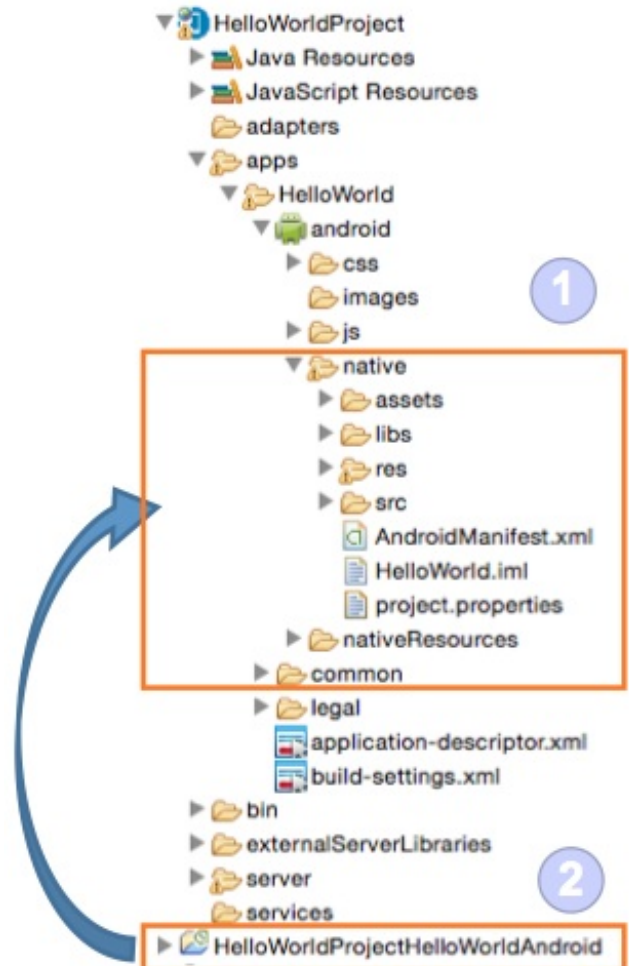 HelloWorldProject
Java Resources
JavaScript Resources
adapters
apps
HelloWorld
android
css
images
1
js
native
assets
libs
res
src
AndroidManifest.xml
HelloWorld.iml
project.properties
nativeResources
common
legal
application-descriptor.xml
build-settings.xml
bin
externalServerLibraries
server
2
services
HelloWorldProjectHelloWorldAndroid